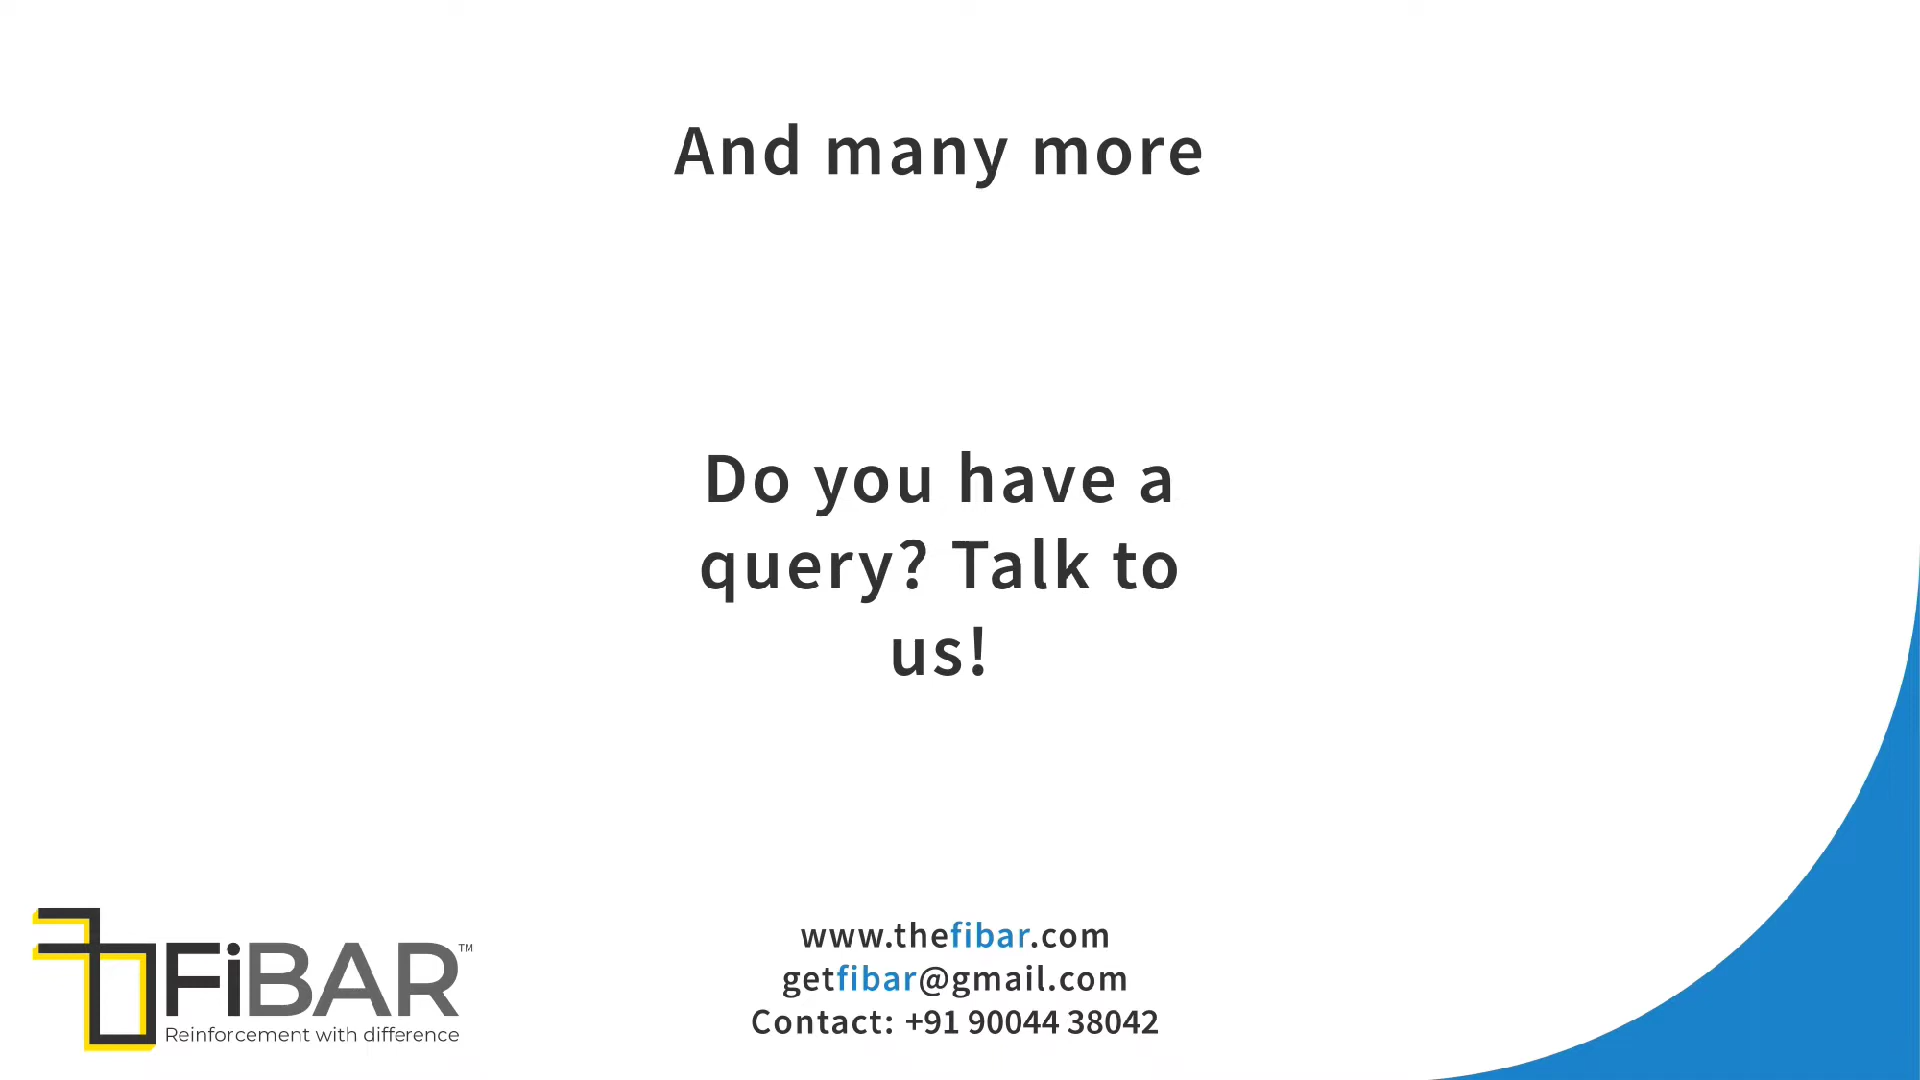 And many more
Do you have a
query? Talk to
us!
FiBAR™
Reinforcement with difference
www.thefibar.com
getfibar@gmail.com
Contact: +91 90044 38042